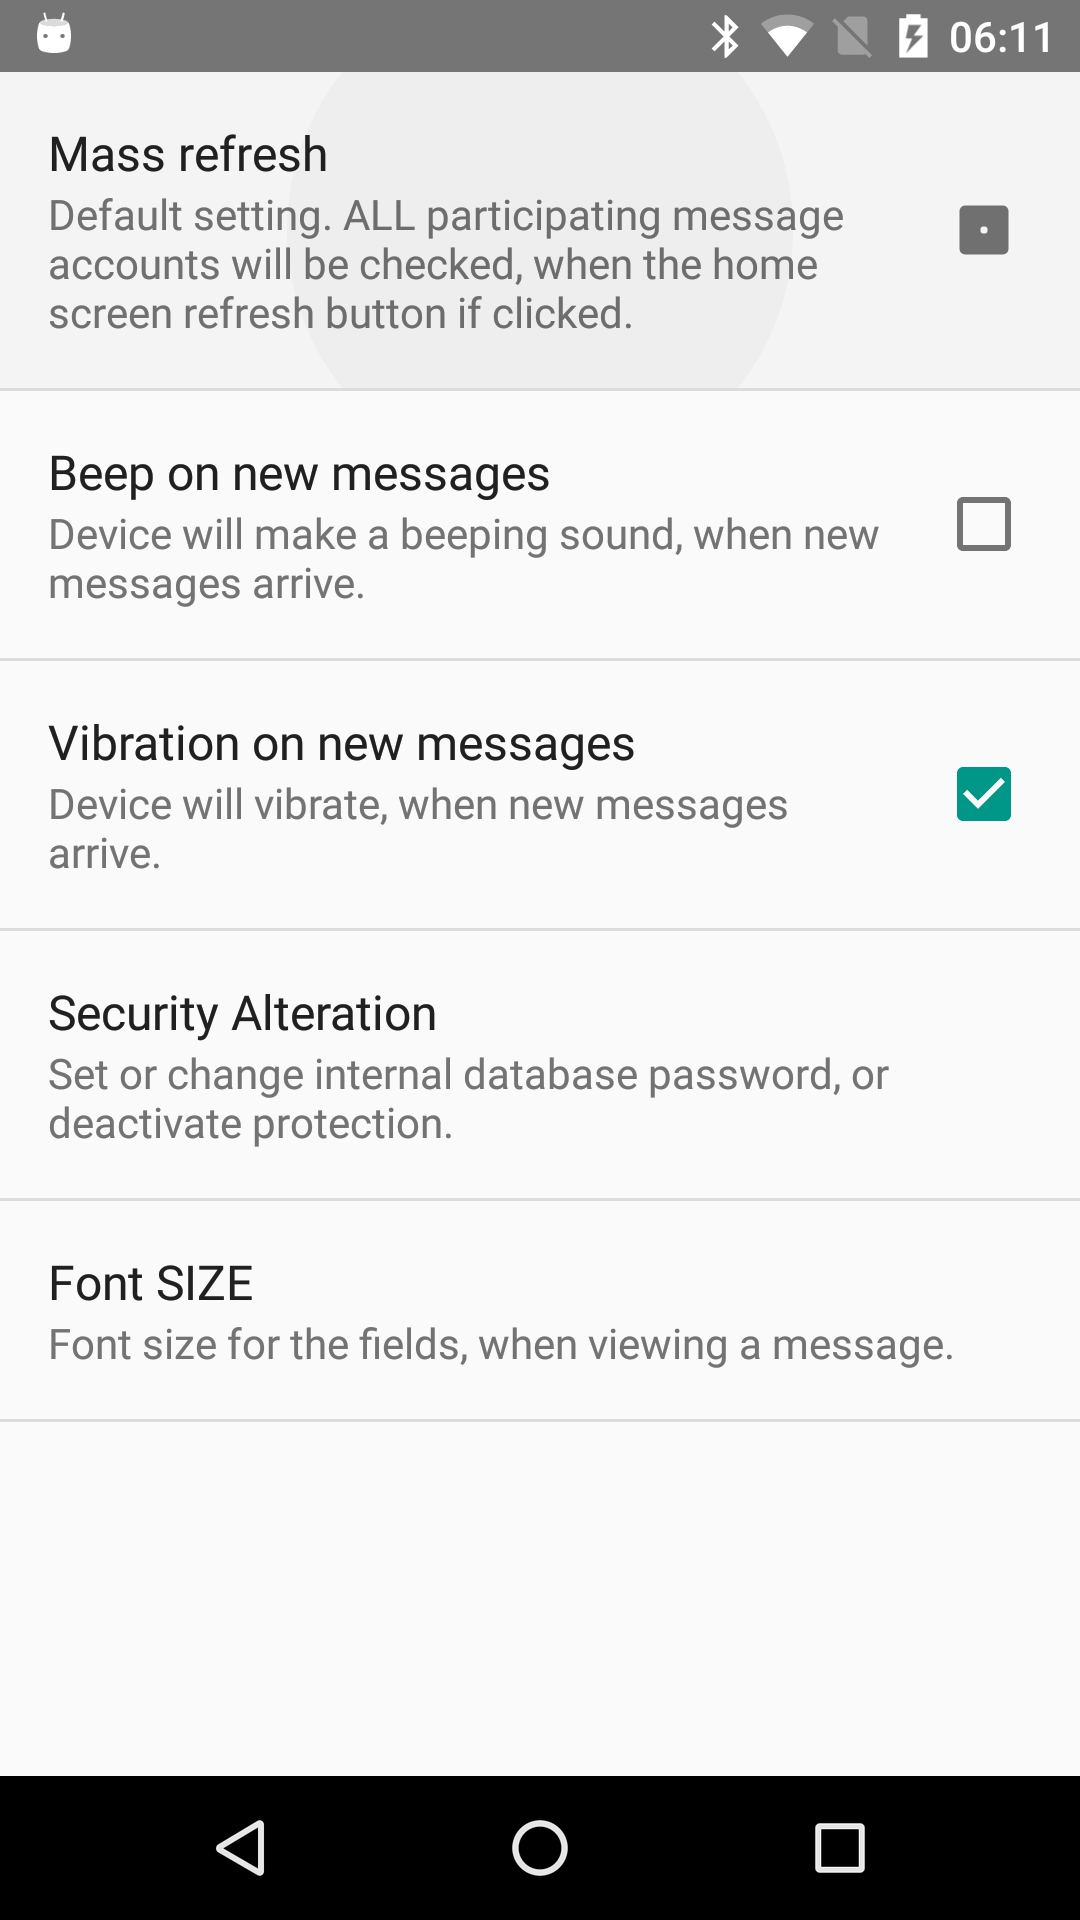 06:11
Mass refresh
Default setting. ALL participating message
accounts will be checked, when the home
screen refresh button if clicked.
Beep on new messages
Device will make a beeping sound, when new
messages arrive.
Vibration on new messages
Device will vibrate, when new messages
arrive.
Security Alteration
Set or change internal database password, or
deactivate protection.
Font SIZE
Font size for the fields, when viewing a message.